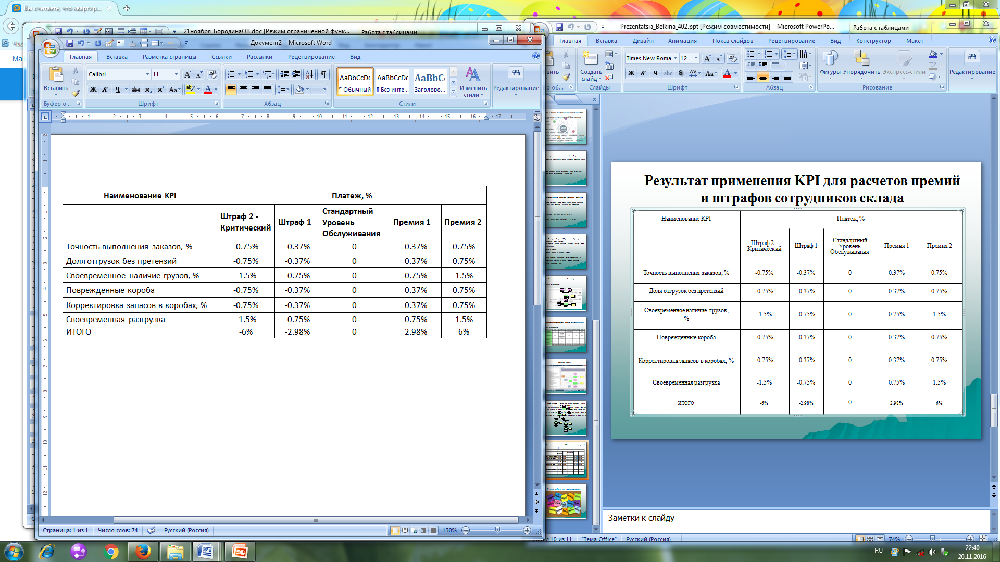 Вы считаете, что квартир...
21ноября_БородинаОВ.doc [Режим ограниченной функ...
Работа с таблицами
Prezentatsia_Belkina_402.ppt [Режим совместимости] - Microsoft PowerPo...
Работа с таблицами
Документ2 - Microsoft Word
Главная Вставка Разметка страницы Ссылки Рассылки Рецензирование Вид
Calibri 11
Вставить
Ж К Ч abc x₂ x² Aa
AaBbCcDc AaBbCcDc AaBbCc
¶ Обычный ¶ Без инте... Заголово...
Изменить стили
Редактирование
Буфер о... Шрифт Абзац Стили
Главная Вставка Дизайн Анимация Показ слайдов Рецензирование Вид Конструктор Макет
Times New Roma 12
Создать слайд
Ж К Ч abc S AV Aa A
Фигуры Упорядочить Экспресс-стили
Редактирование
Слайды Шрифт Абзац Рисование
Наименование KPI Платеж, %
Штраф 2 - Критический Штраф 1 Стандартный Уровень Обслуживания Премия 1 Премия 2
Точность выполнения заказов, % -0.75% -0.37% 0 0.37% 0.75%
Доля отгрузок без претензий -0.75% -0.37% 0 0.37% 0.75%
Своевременное наличие грузов, % -1.5% -0.75% 0 0.75% 1.5%
Поврежденные короба -0.75% -0.37% 0 0.37% 0.75%
Корректировка запасов в коробах, % -0.75% -0.37% 0 0.37% 0.75%
Своевременная разгрузка -1.5% -0.75% 0 0.75% 1.5%
ИТОГО -6% -2.98% 0 2.98% 6%
Страница: 1 из 1 Число слов: 74 Русский (Россия) 130%
Спасибо за внимание
Результат применения KPI для расчетов премий
и штрафов сотрудников склада
Наименование KPI Платеж, %
Штраф 2 - Критический Штраф 1 Стандартный Уровень Обслуживания Премия 1 Премия 2
Точность выполнения заказов, % -0.75% -0.37% 0 0.37% 0.75%
Доля отгрузок без претензий -0.75% -0.37% 0 0.37% 0.75%
Своевременное наличие грузов, % -1.5% -0.75% 0 0.75% 1.5%
Поврежденные короба -0.75% -0.37% 0 0.37% 0.75%
Корректировка запасов в коробах, % -0.75% -0.37% 0 0.37% 0.75%
Своевременная разгрузка -1.5% -0.75% 0 0.75% 1.5%
ИТОГО -6% -2.98% 0 2.98% 6%
Заметки к слайду
10 из 11 "Тема Office" Русский (Россия) 74%
RU 22:40
20.11.2016